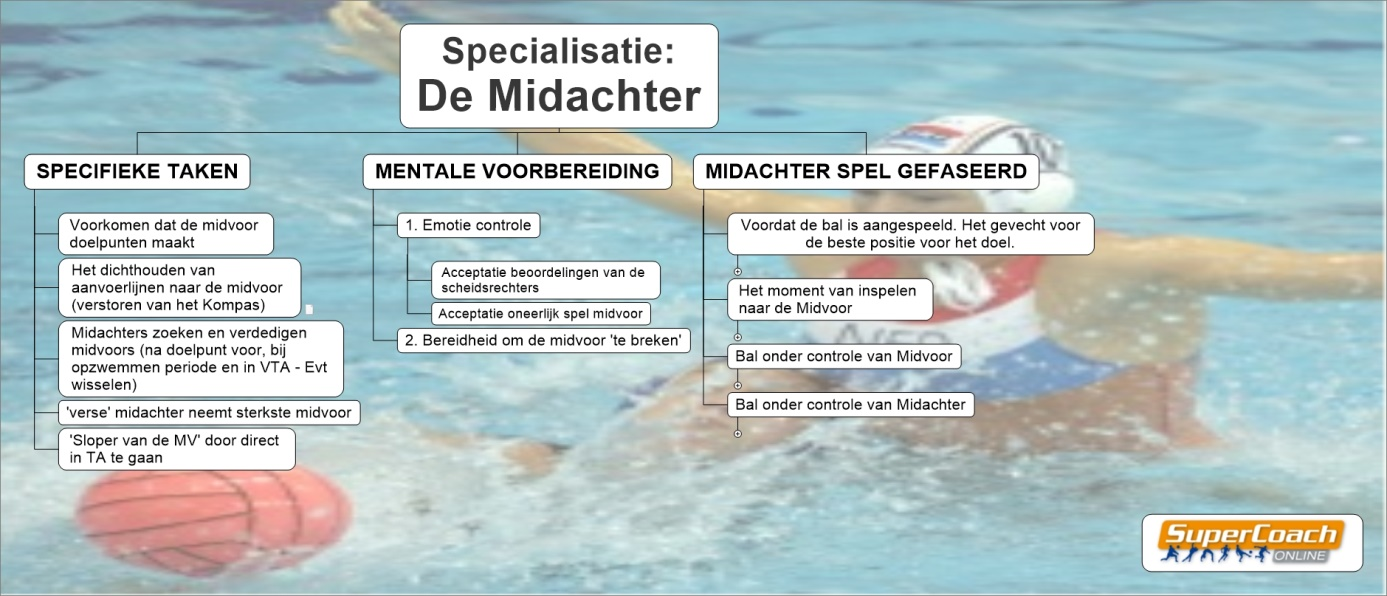 Specialisatie:
De Midachter
SPECIFIEKE TAKEN
Voorkomen dat de midvoor
doelpunten maakt
Het dichthouden van
aanvoerlijnen naar de midvoor
(verstoren van het Kompas)
Midachters zoeken en verdedigen
midvoors (na doelpunt voor, bij
opzwemmen periode en in VTA - Evt
wisselen)
'verse' midachter neemt sterkste midvoor
'Sloper van de MV' door direct
in TA te gaan
MENTALE VOORBEREIDING
1. Emotie controle
Acceptatie beoordelingen van de
scheidsrechters
Acceptatie oneerlijk spel midvoor
2. Bereidheid om de midvoor 'te breken'
MIDACHTER SPEL GEFASEERD
Voordat de bal is aangespeeld. Het gevecht voor
de beste positie voor het doel.
Het moment van inspelen
naar de Midvoor
Bal onder controle van Midvoor
Bal onder controle van Midachter
SuperCoach
ONLINE